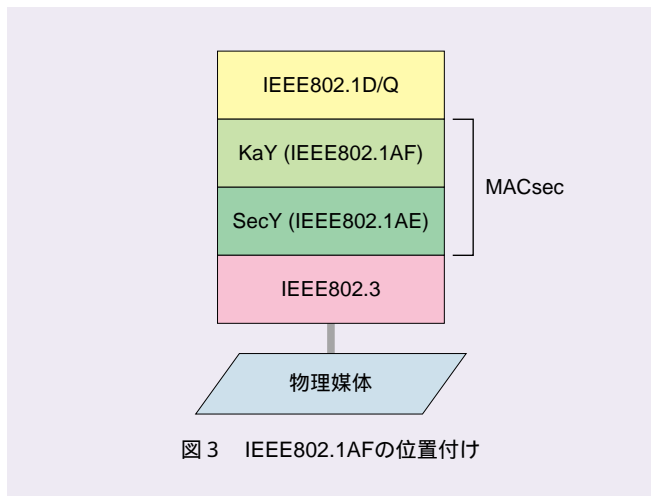 IEEE802.1D/Q
KaY (IEEE802.1AF)
MACsec
SecY (IEEE802.1AE)
IEEE802.3
物理媒体
図3 IEEE802.1AFの位置付け